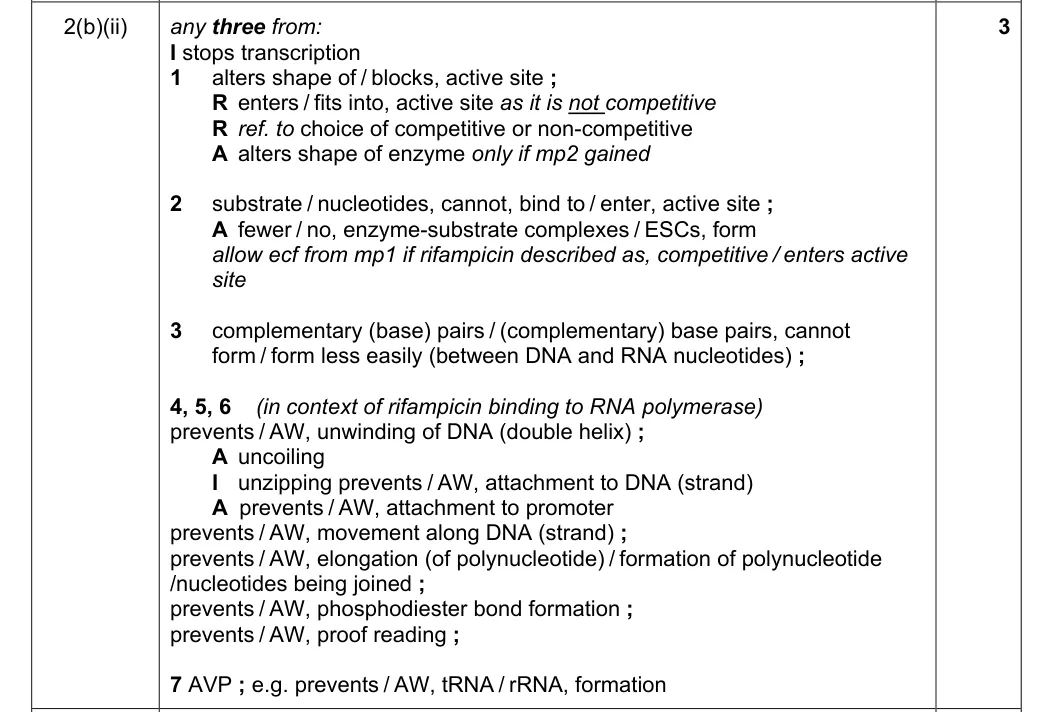 2(b)(ii) any three from: 3
I stops transcription
1 alters shape of / blocks, active site ;
R enters / fits into, active site as it is not competitive
R ref. to choice of competitive or non-competitive
A alters shape of enzyme only if mp2 gained
2 substrate / nucleotides, cannot, bind to / enter, active site ;
A fewer / no, enzyme-substrate complexes / ESCs, form
allow ecf from mp1 if rifampicin described as, competitive / enters active
site
3 complementary (base) pairs / (complementary) base pairs, cannot
form / form less easily (between DNA and RNA nucleotides) ;
4, 5, 6 (in context of rifampicin binding to RNA polymerase)
prevents / AW, unwinding of DNA (double helix) ;
A uncoiling
I unzipping prevents / AW, attachment to DNA (strand)
A prevents / AW, attachment to promoter
prevents / AW, movement along DNA (strand) ;
prevents / AW, elongation (of polynucleotide) / formation of polynucleotide
/nucleotides being joined ;
prevents / AW, phosphodiester bond formation ;
prevents / AW, proof reading ;
7 AVP ; e.g. prevents / AW, tRNA / rRNA, formation